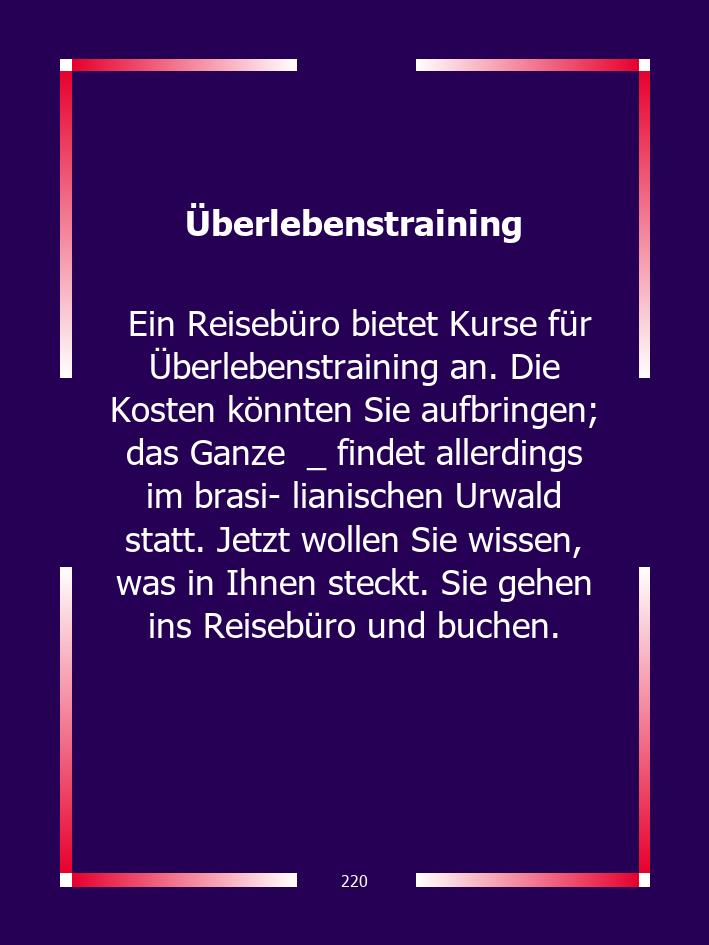 Überlebenstraining
Ein Reisebüro bietet Kurse für
Überlebenstraining an. Die
Kosten könnten Sie aufbringen;
das Ganze  _ findet allerdings
im brasi- lianischen Urwald
statt. Jetzt wollen Sie wissen,
was in Ihnen steckt. Sie gehen
ins Reisebüro und buchen.
220